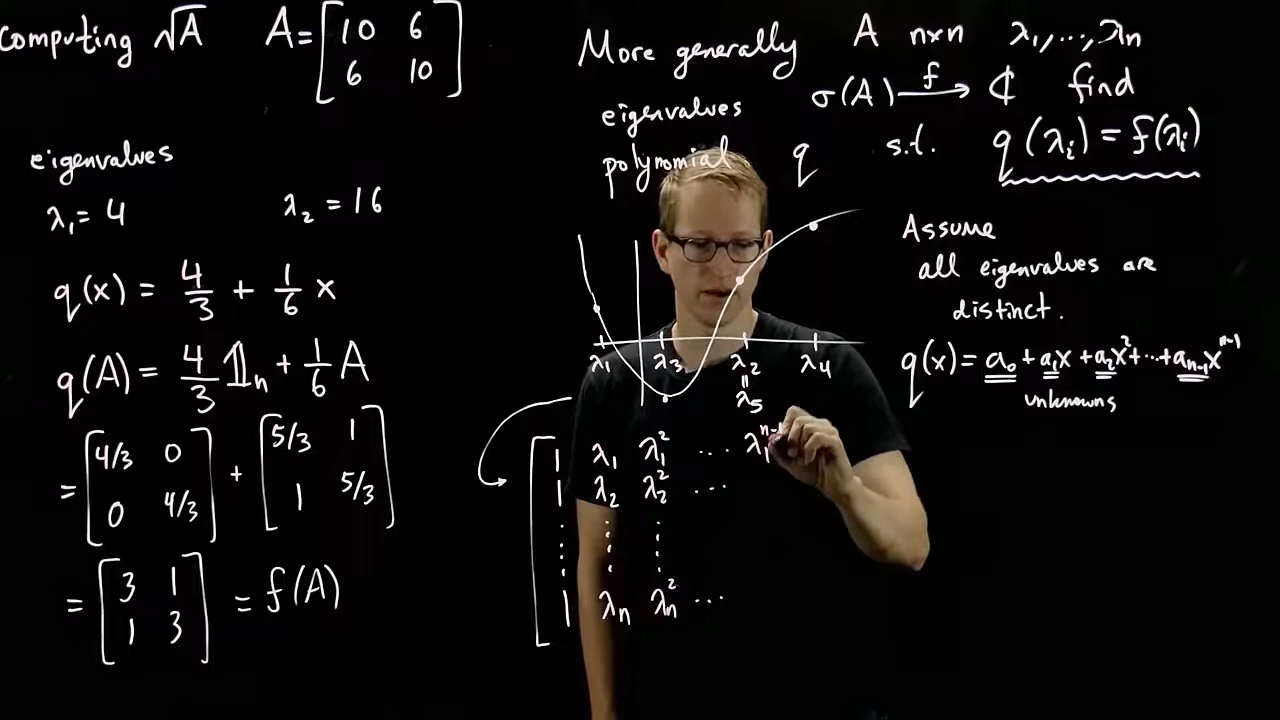 Computing √A A = [10 6
6 10]
eigenvalues
λ₁ = 4 λ₂ = 16
q(x) = 4/3 + 1/6 x
q(A) = 4/3 𝟙ₙ + 1/6 A
= [4/3 0
0 4/3] + [5/3 1
1 5/3]
= [3 1
1 3] = f(A)
More generally A n×n λ₁, ..., λₙ
eigenvalues σ(A) —f→ ℂ find
polynomial q s.t. q(λᵢ) = f(λᵢ)
Assume
all eigenvalues are
distinct.
q(x) = a₀ + a₁x + a₂x² + ... + aₙ₋₁xⁿ⁻¹
unknowns
λ₁ λ₃ λ₂ λ₄
=
λ₅
[1 λ₁ λ₁² ... λ₁ⁿ⁻¹
1 λ₂ λ₂² ...
⋮ ⋮ ⋮
1 λₙ λₙ² ...